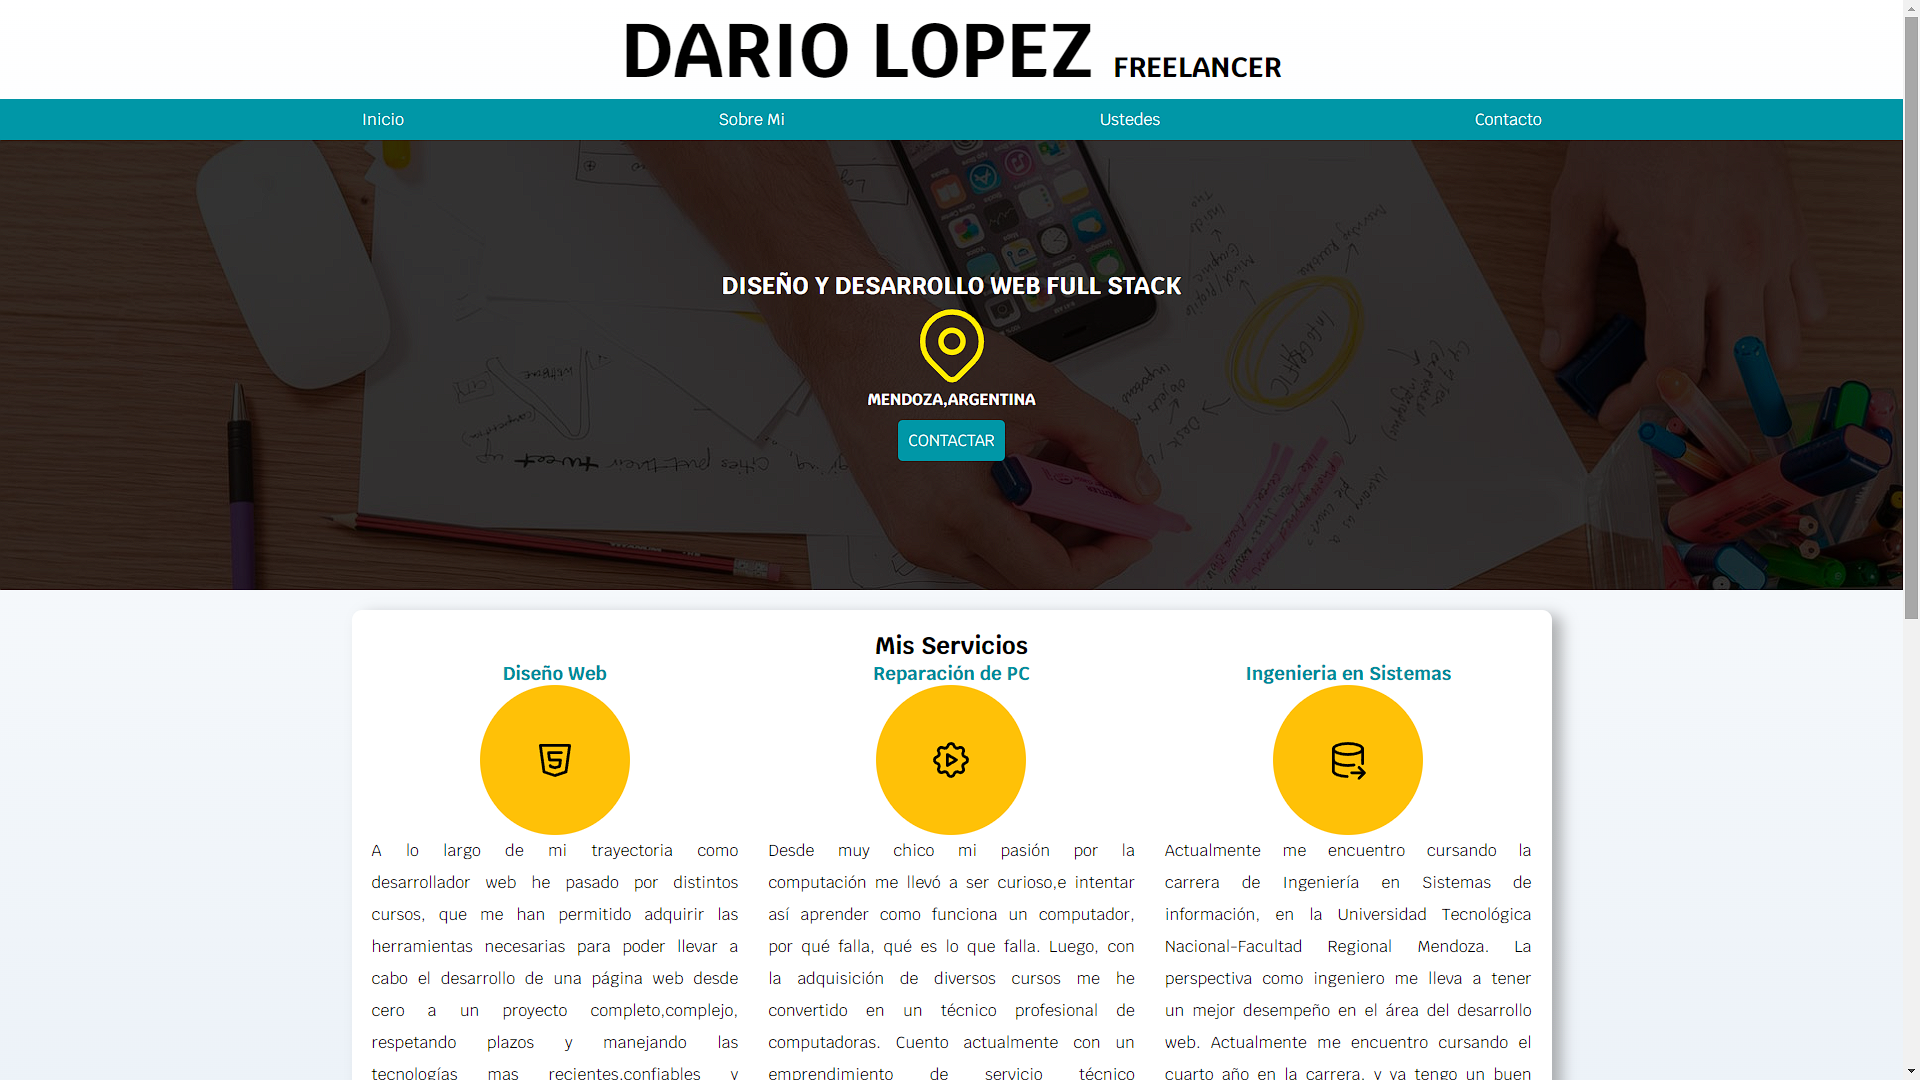 DARIO LOPEZ FREELANCER
Inicio Sobre Mi Ustedes Contacto
DISEÑO Y DESARROLLO WEB FULL STACK
MENDOZA,ARGENTINA
CONTACTAR
Mis Servicios
Diseño Web
A lo largo de mi trayectoria como
desarrollador web he pasado por distintos
cursos, que me han permitido adquirir las
herramientas necesarias para poder llevar a
cabo el desarrollo de una página web desde
cero a un proyecto completo,complejo,
respetando plazos y manejando las
tecnologías mas recientes,confiables y
Reparación de PC
Desde muy chico mi pasión por la
computación me llevó a ser curioso,e intentar
así aprender como funciona un computador,
por qué falla, qué es lo que falla. Luego, con
la adquisición de diversos cursos me he
convertido en un técnico profesional de
computadoras. Cuento actualmente con un
emprendimiento de servicio técnico
Ingenieria en Sistemas
Actualmente me encuentro cursando la
carrera de Ingeniería en Sistemas de
información, en la Universidad Tecnológica
Nacional-Facultad Regional Mendoza. La
perspectiva como ingeniero me lleva a tener
un mejor desempeño en el área del desarrollo
web. Actualmente me encuentro cursando el
cuarto año en la carrera, y ya tengo un buen